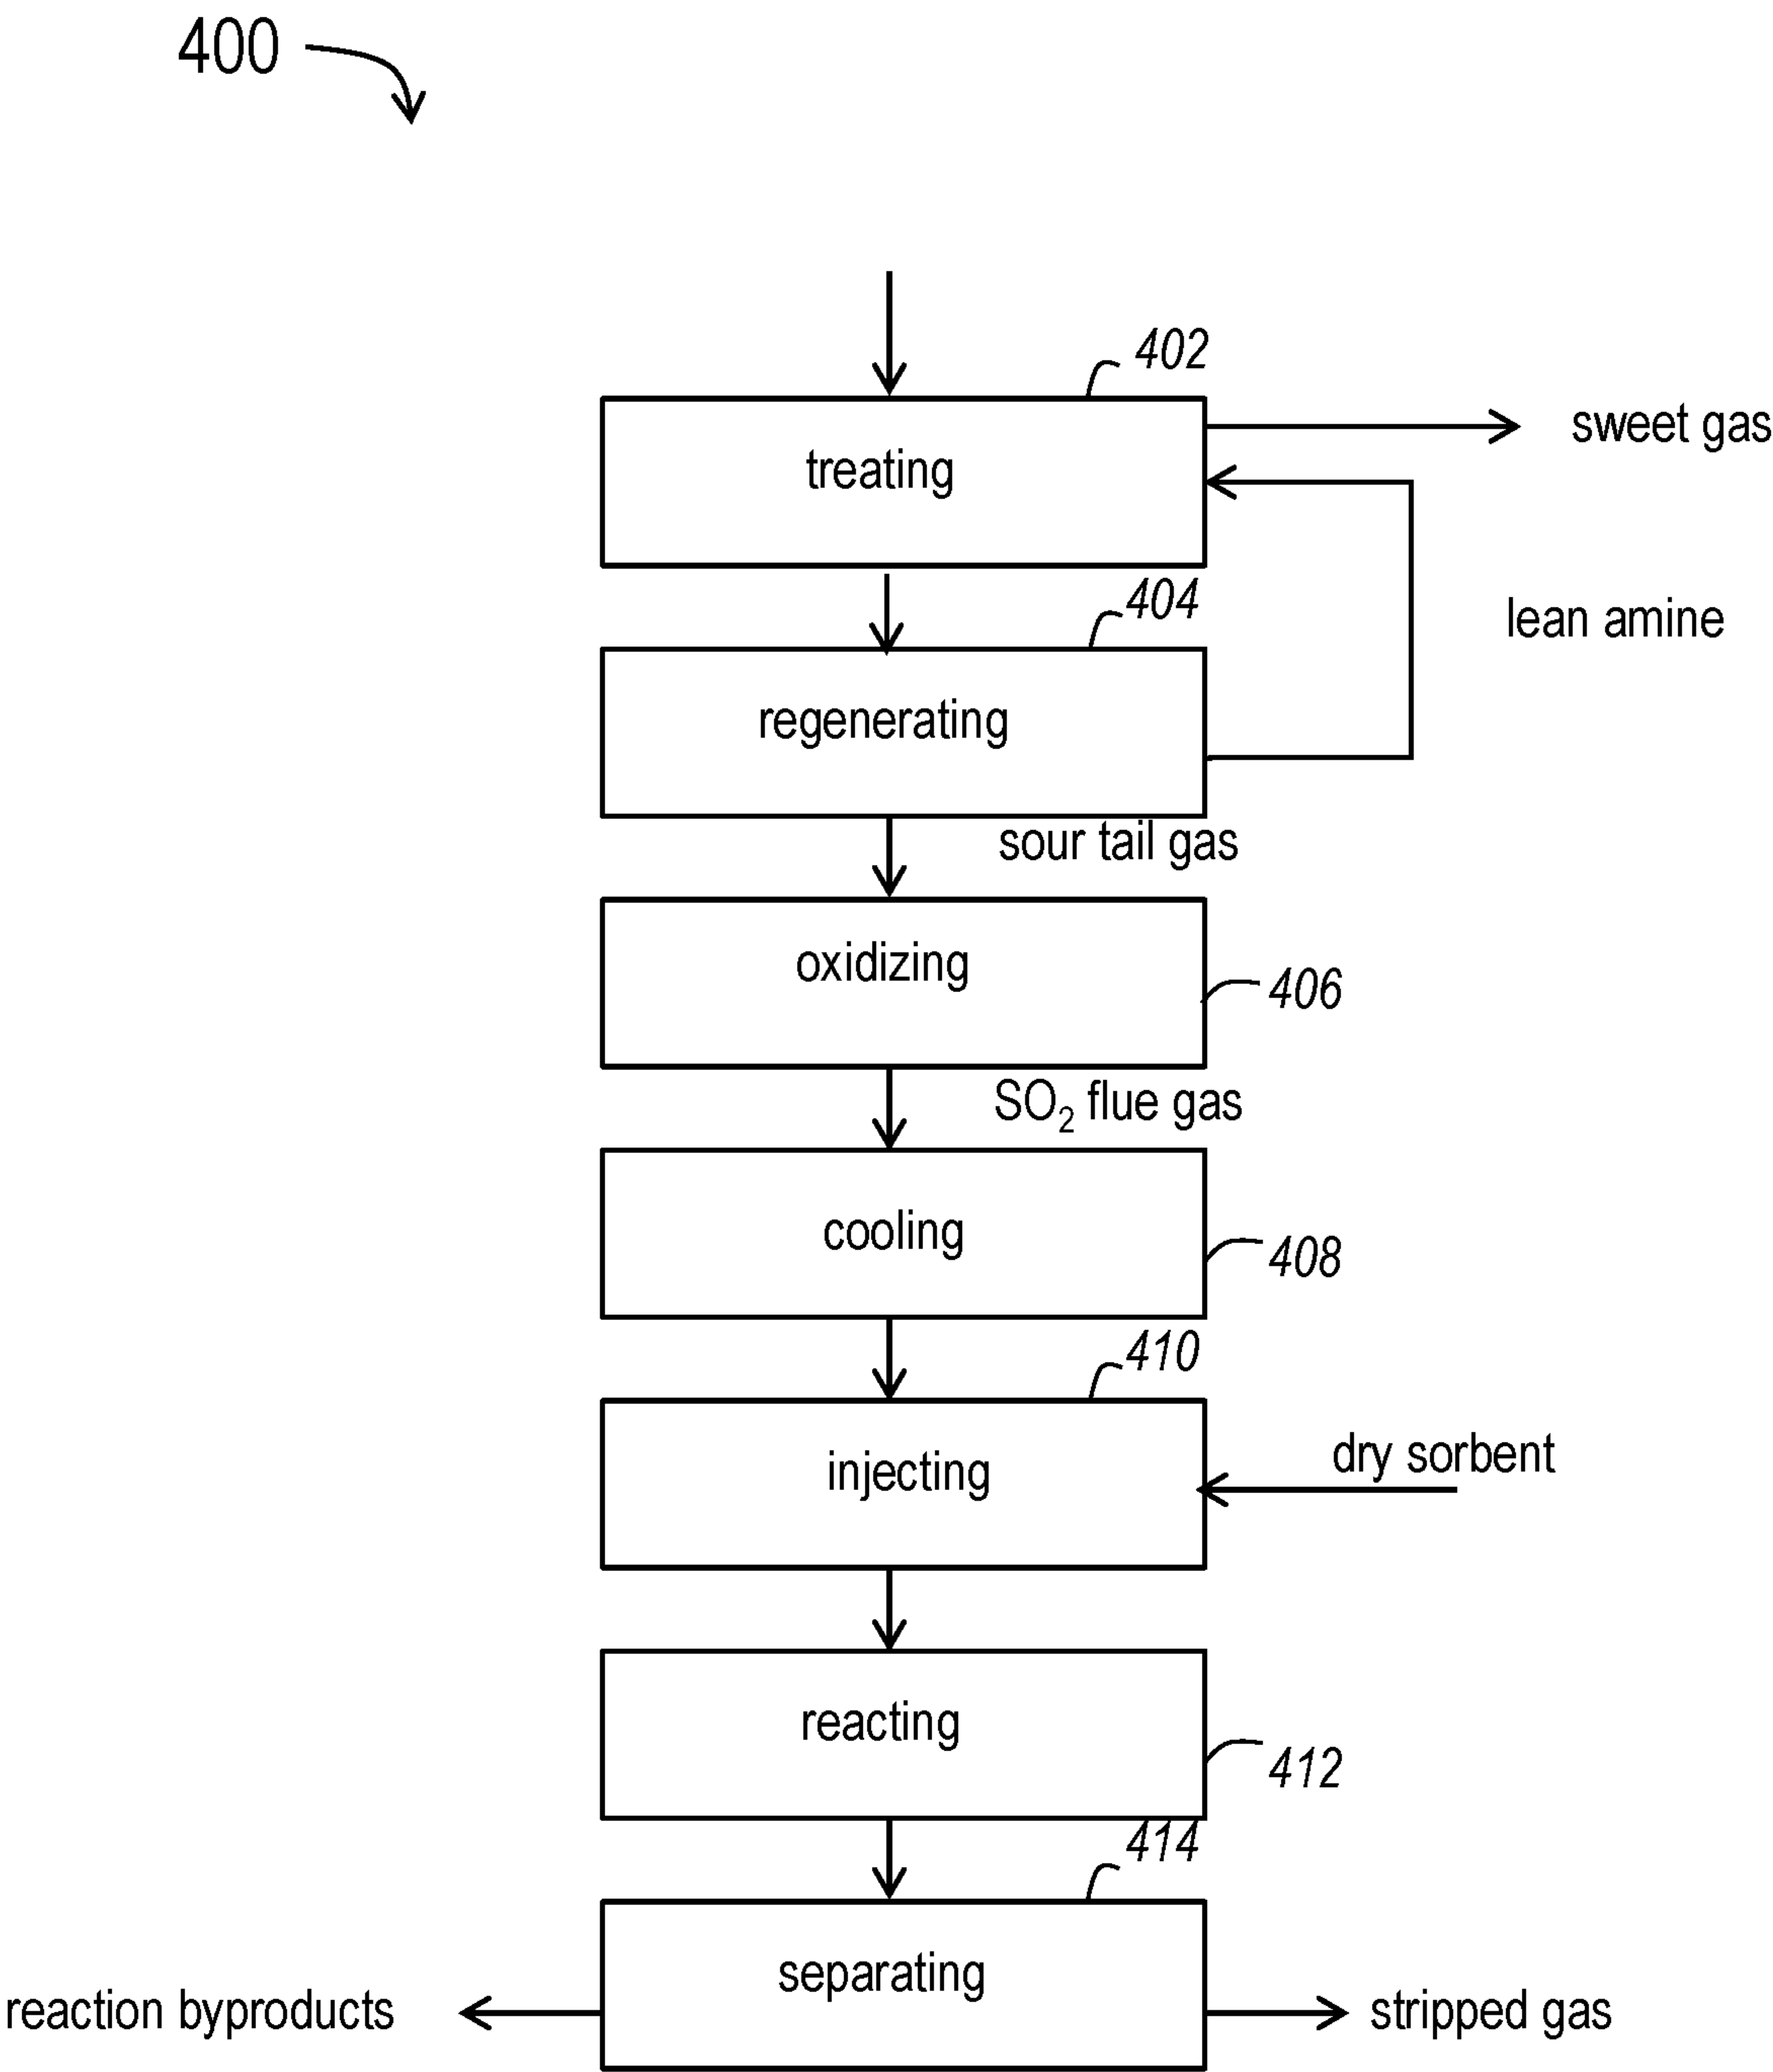 400
402
treating
sweet gas
lean amine
404
regenerating
sour tail gas
oxidizing
406
SO₂ flue gas
cooling
408
410
injecting
dry sorbent
reacting
412
414
separating
reaction byproducts
stripped gas